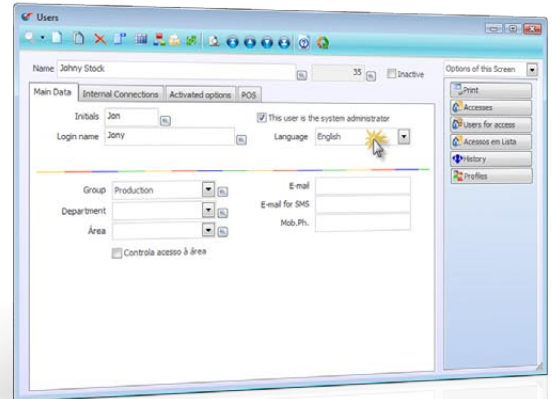 Users
Name Johny Stock 35 Inactive
Options of this Screen
Main Data Internal Connections Activated options POS
Print
Initials Jon This user is the system administrator
Accesses
Login name Jony Language English
Users for access
Acessos em Lista
History
Profiles
Group Production E-mail
Department E-mail for SMS
Área Mob.Ph.
Controla acesso à área